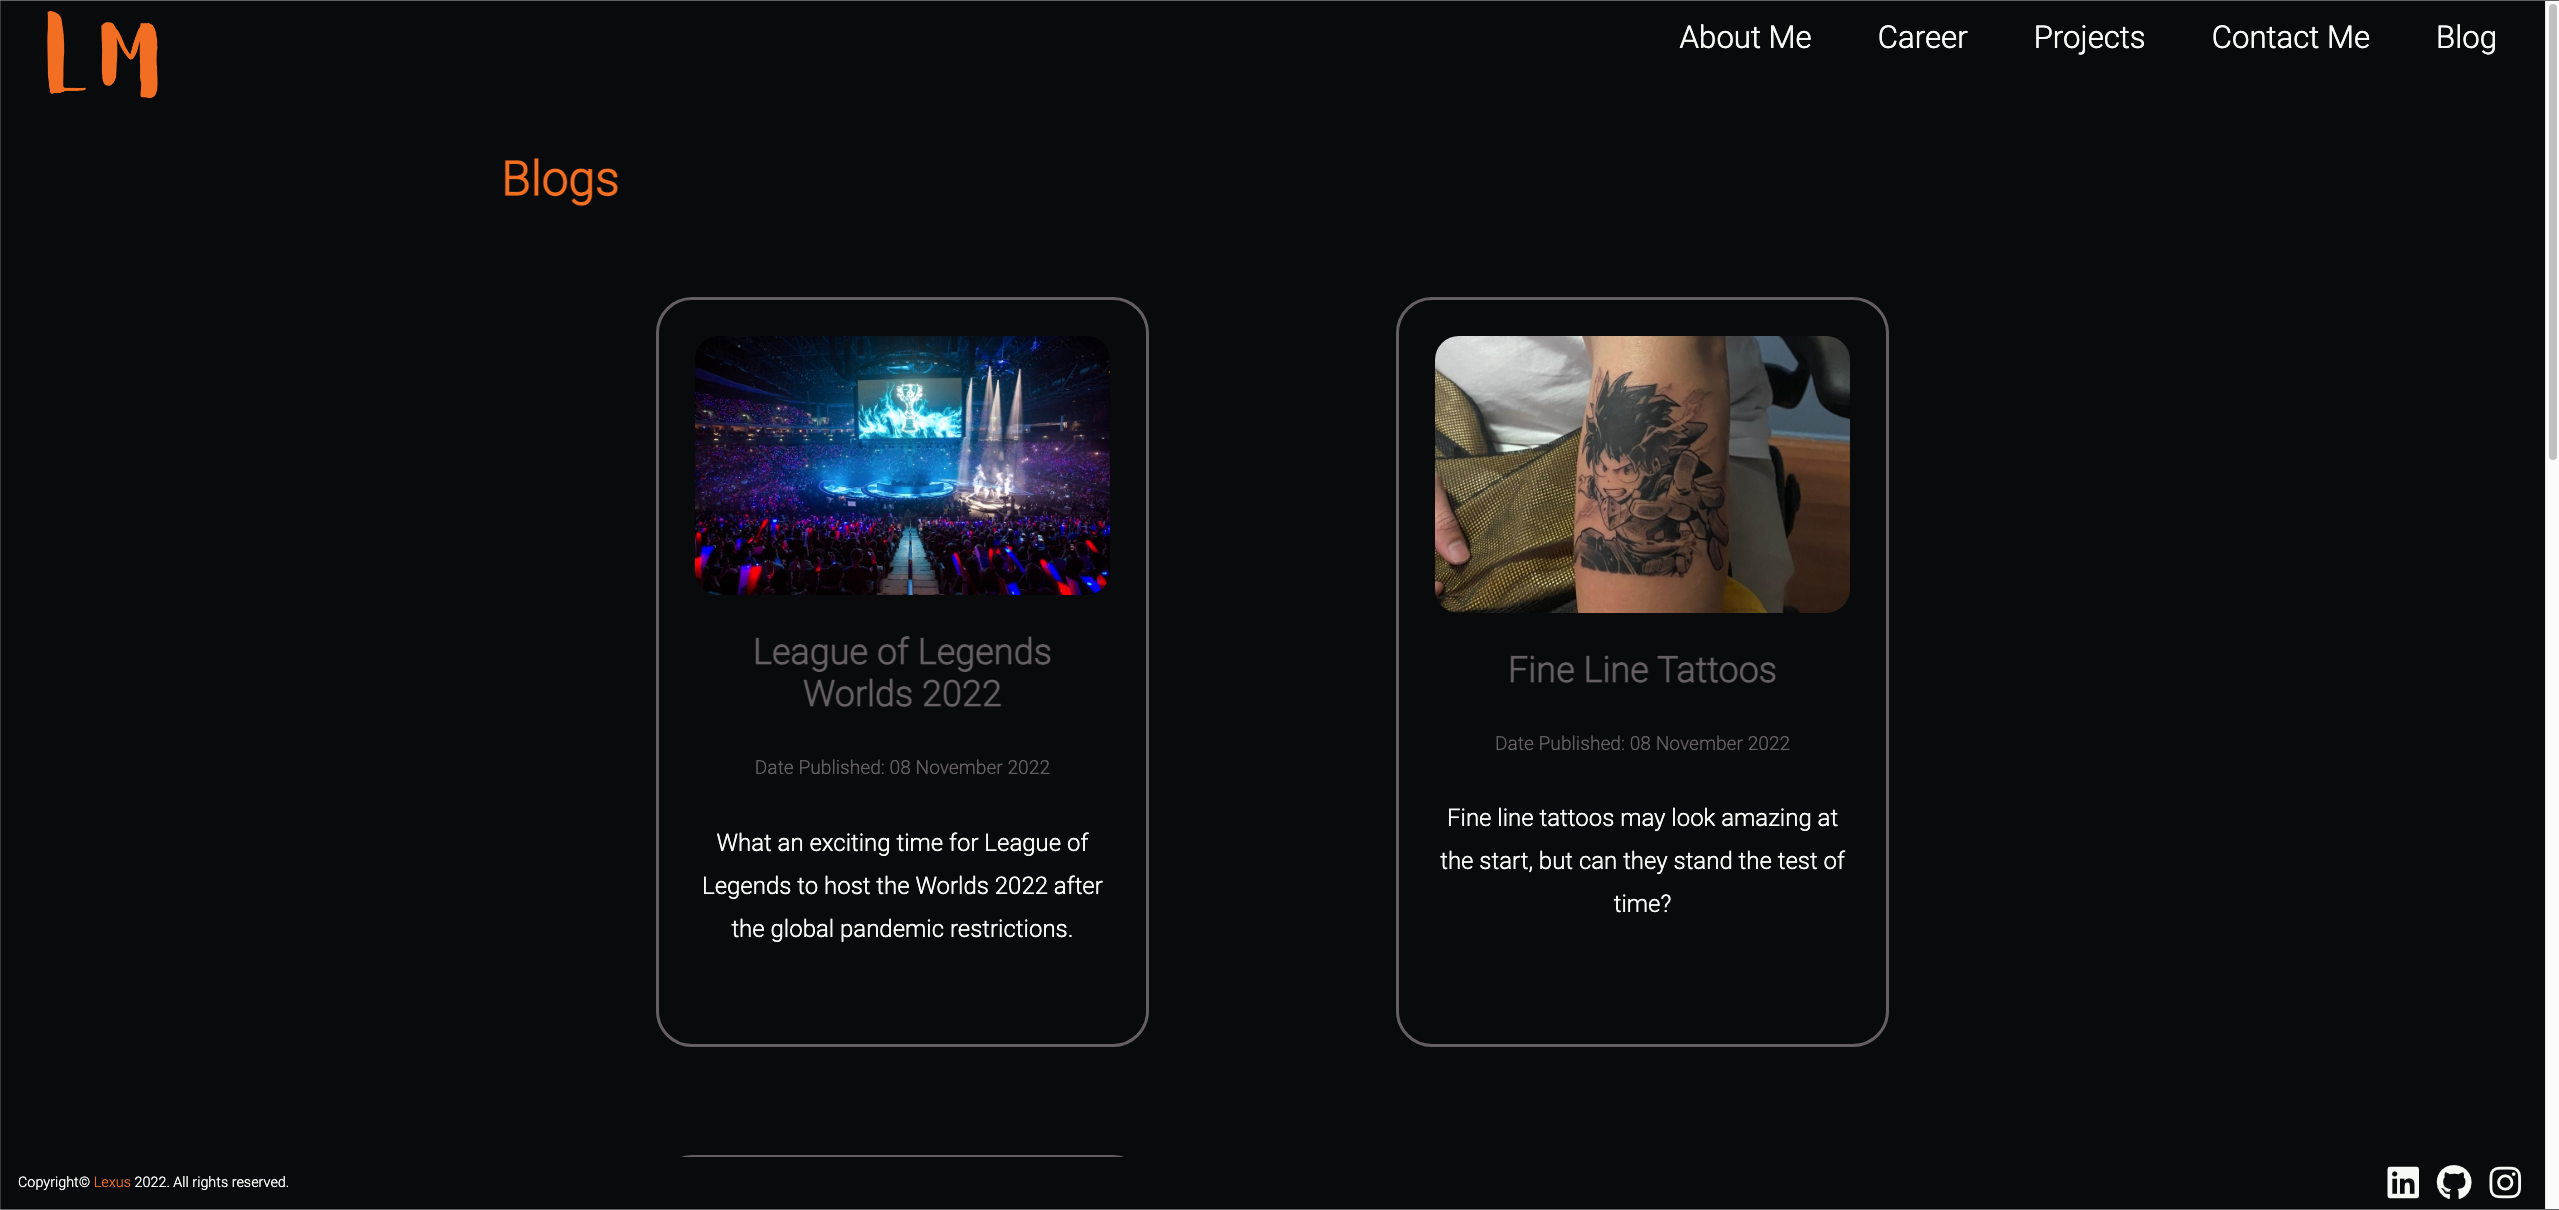 LM
About Me Career Projects Contact Me Blog
Blogs
League of Legends
Worlds 2022
Date Published: 08 November 2022
What an exciting time for League of
Legends to host the Worlds 2022 after
the global pandemic restrictions.
Fine Line Tattoos
Date Published: 08 November 2022
Fine line tattoos may look amazing at
the start, but can they stand the test of
time?
Copyright© Lexus 2022. All rights reserved.
in